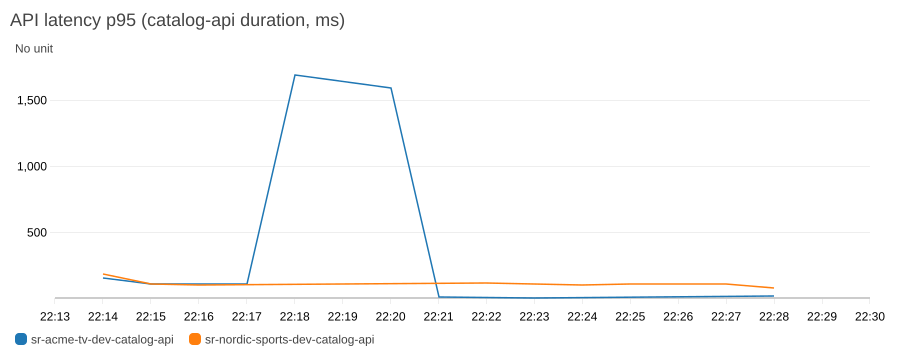 API latency p95 (catalog-api duration, ms)
No unit
1,500
1,000
500
22:13 22:14 22:15 22:16 22:17 22:18 22:19 22:20 22:21 22:22 22:23 22:24 22:25 22:26 22:27 22:28 22:29 22:30
sr-acme-tv-dev-catalog-api sr-nordic-sports-dev-catalog-api